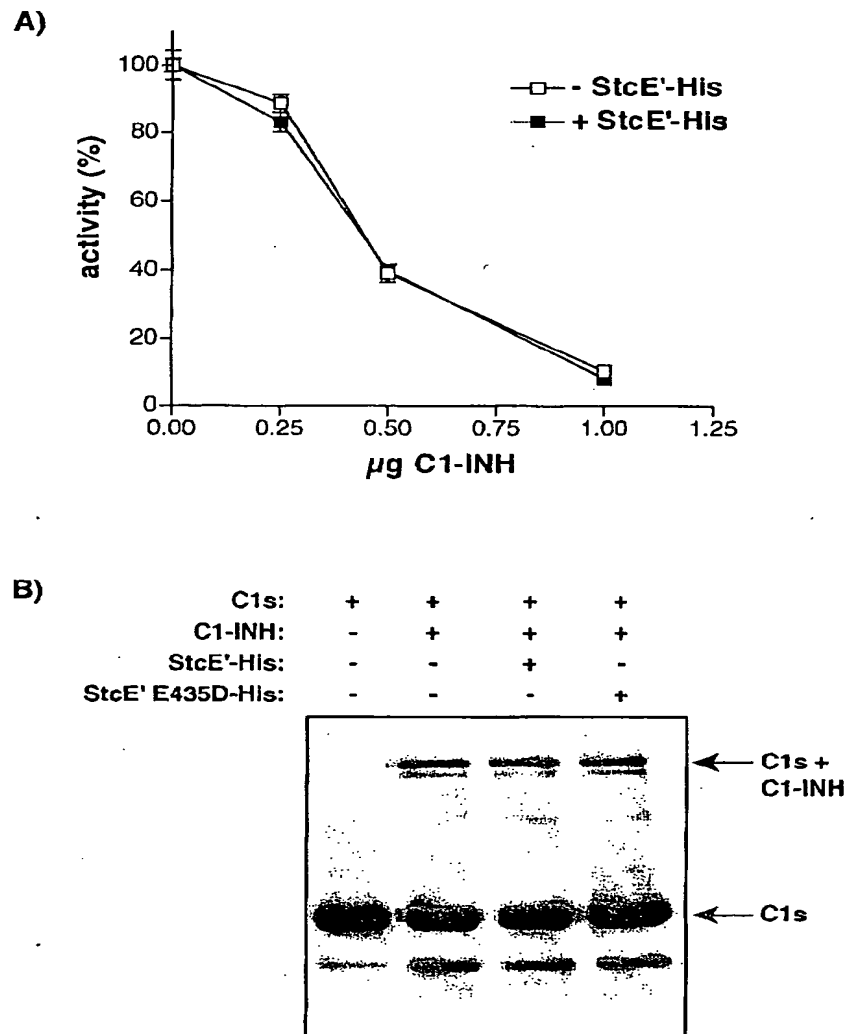 A)
100
80
60
40
20
0
activity (%)
0.00 0.25 0.50 0.75 1.00 1.25
µg C1-INH
- StcE'-His
+ StcE'-His
B)
C1s: + + + +
C1-INH: - + + +
StcE'-His: - - + -
StcE' E435D-His: - - - +
C1s +
C1-INH
C1s